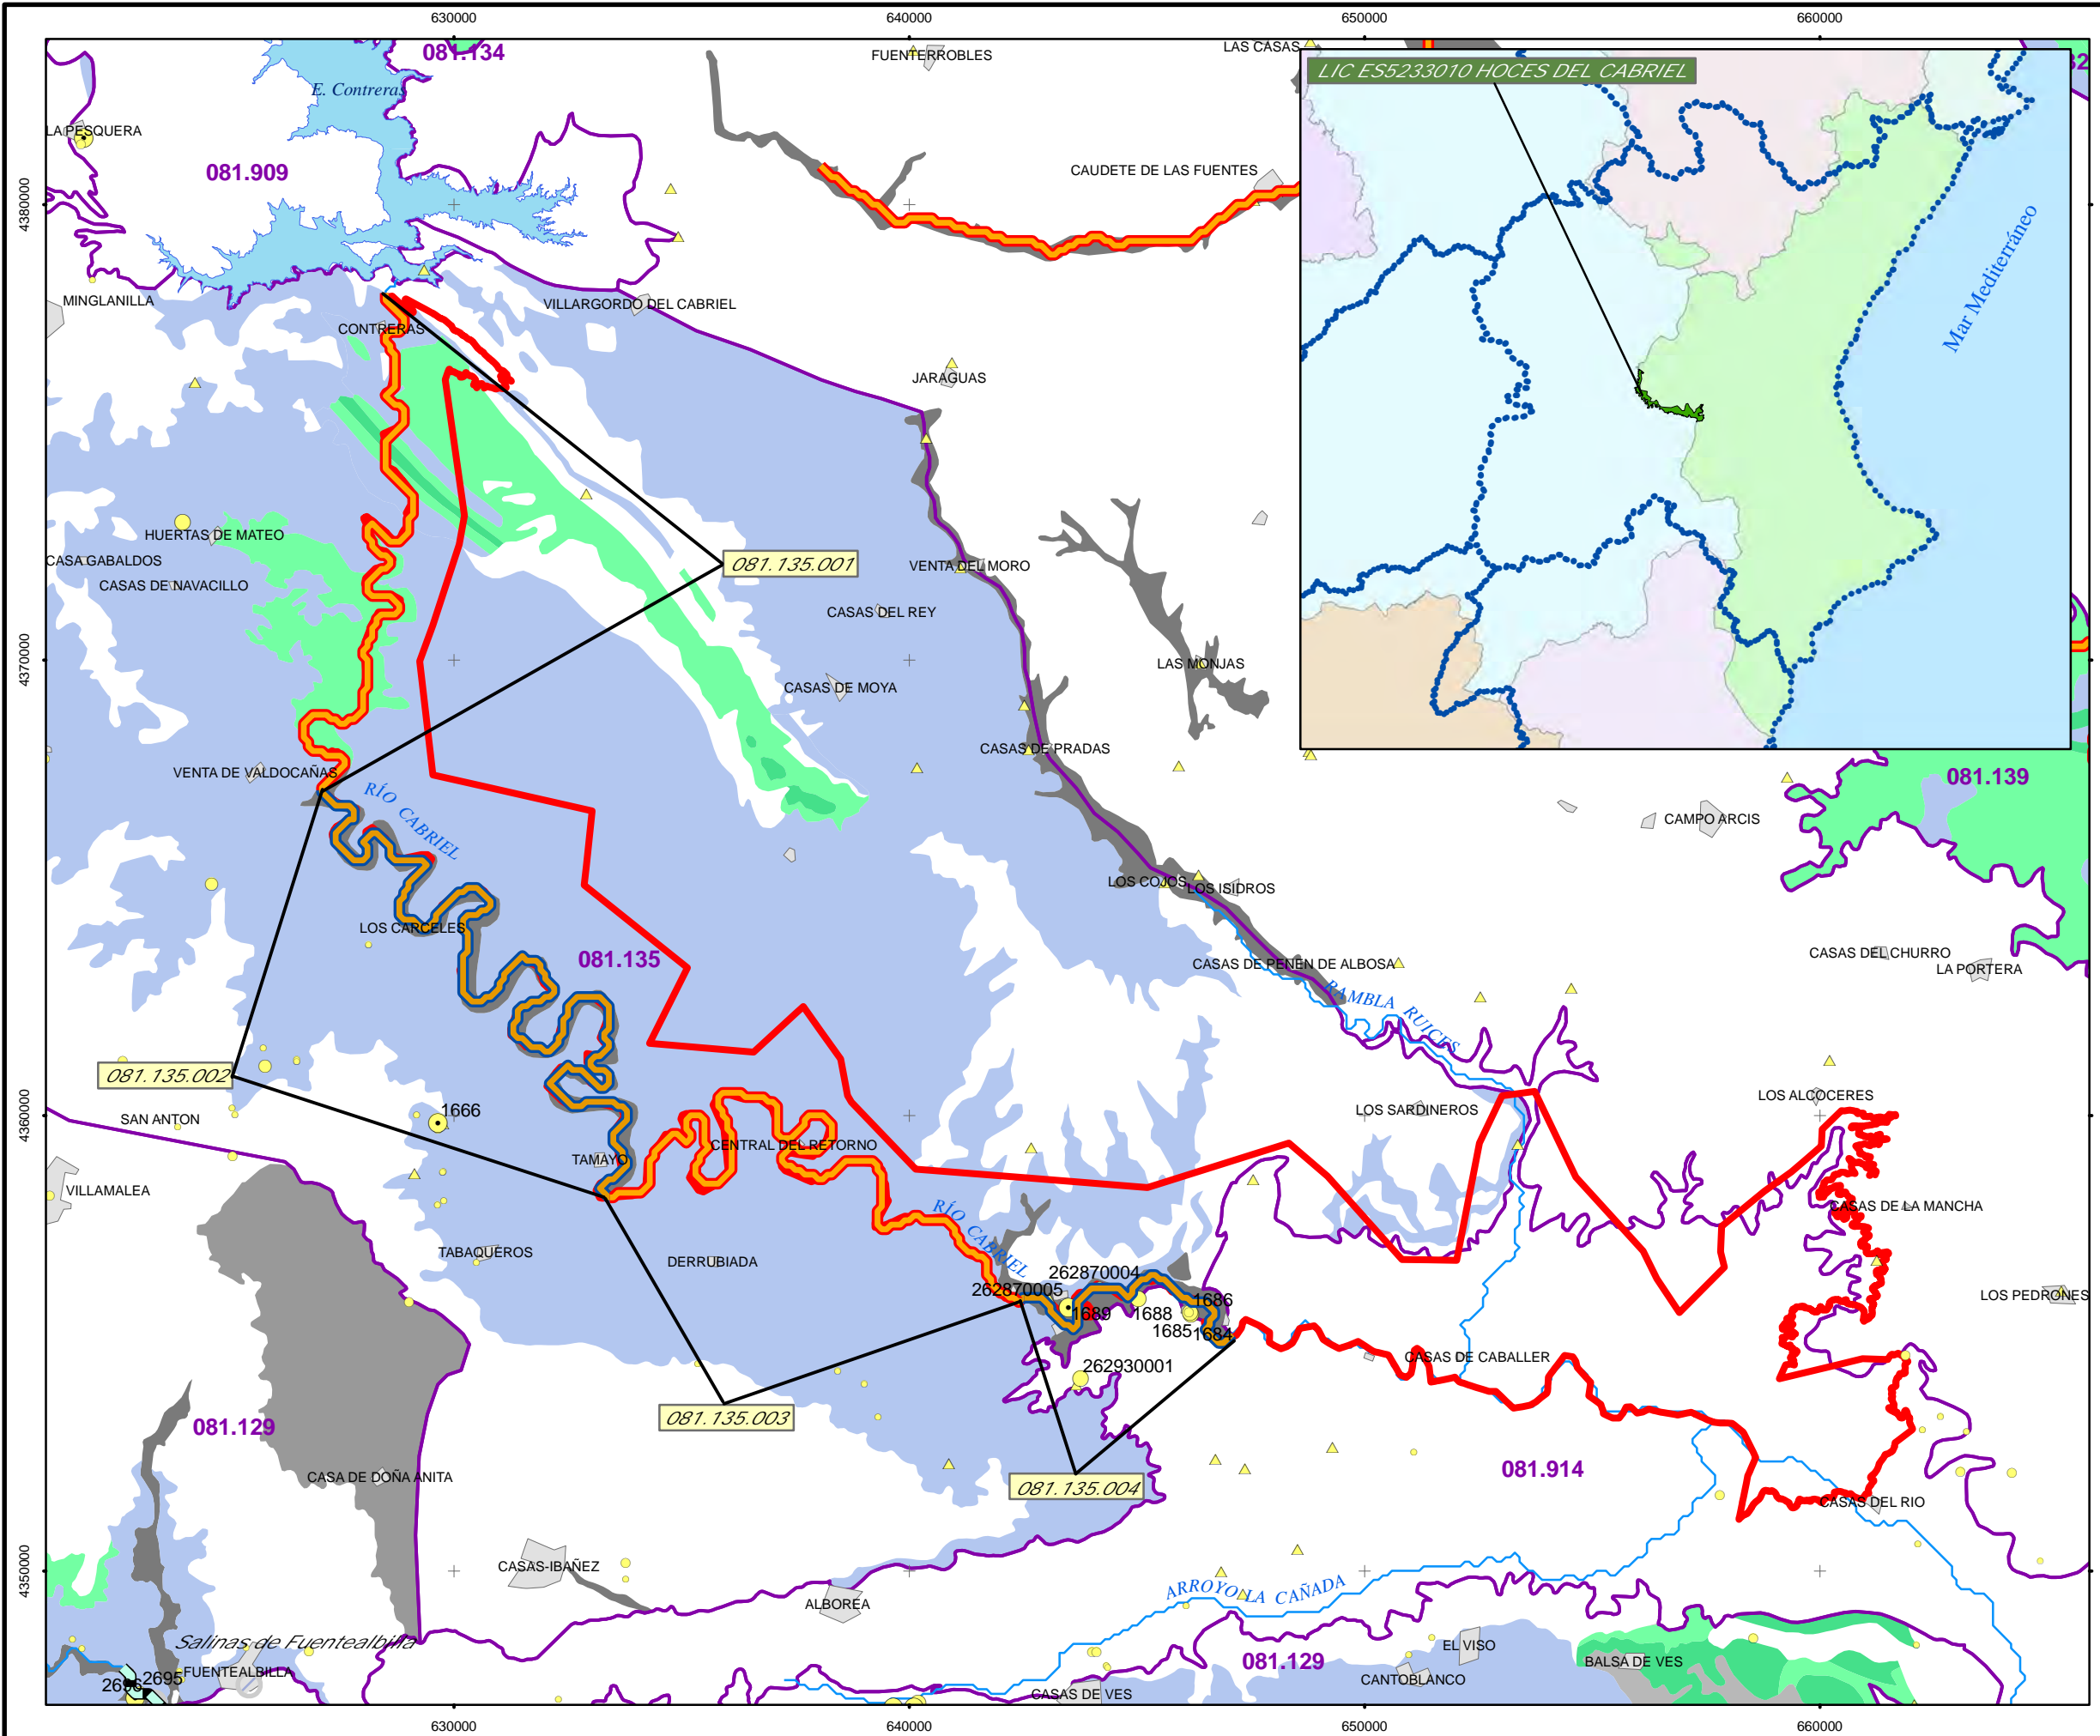 630000
640000
650000
660000
081.134
FUENTERROBLES
LAS CASAS
LIC ES5233010 HOCES DEL CABRIEL
E. Contreras
LA PESQUERA
081.909
CAUDETE DE LAS FUENTES
4380000
Mar Mediterráneo
MINGLANILLA
VILLARGORDO DEL CABRIEL
CONTRERAS
JARAGUAS
HUERTAS DE MATEO
CASA GABALDOS
081.135.001
VENTA DEL MORO
CASAS DE NAVACILLO
CASAS DEL REY
4370000
LAS MONJAS
CASAS DE MOYA
CASAS DE PRADAS
VENTA DE VALDOCAÑAS
081.139
RÍO CABRIEL
CAMPO ARCIS
LOS COJOS
LOS ISIDROS
LOS CARCELES
081.135
CASAS DEL CHURRO
CASAS DE PENEN DE ALBOSA
LA PORTERA
RAMBLA RUICES
081.135.002
LOS ALCOCERES
4360000
SAN ANTON
1666
LOS SARDINEROS
CENTRAL DEL RETORNO
TAMAYO
VILLAMALEA
RÍO CABRIEL
CASAS DE LA MANCHA
TABAQUEROS
DERRUBIADA
262870004
262870005
1686
LOS PEDRONES
1689
1688
1685
1684
CASAS DE CABALLER
262930001
081.135.003
081.129
081.914
CASA DE DOÑA ANITA
081.135.004
CASAS DEL RIO
4350000
CASAS-IBAÑEZ
ARROYO LA CAÑADA
ALBOREA
Salinas de Fuentealbilla
EL VISO
081.129
BALSA DE VES
FUENTEALBILLA
2695
CANTOBLANCO
CASAS DE VES
630000
640000
650000
660000